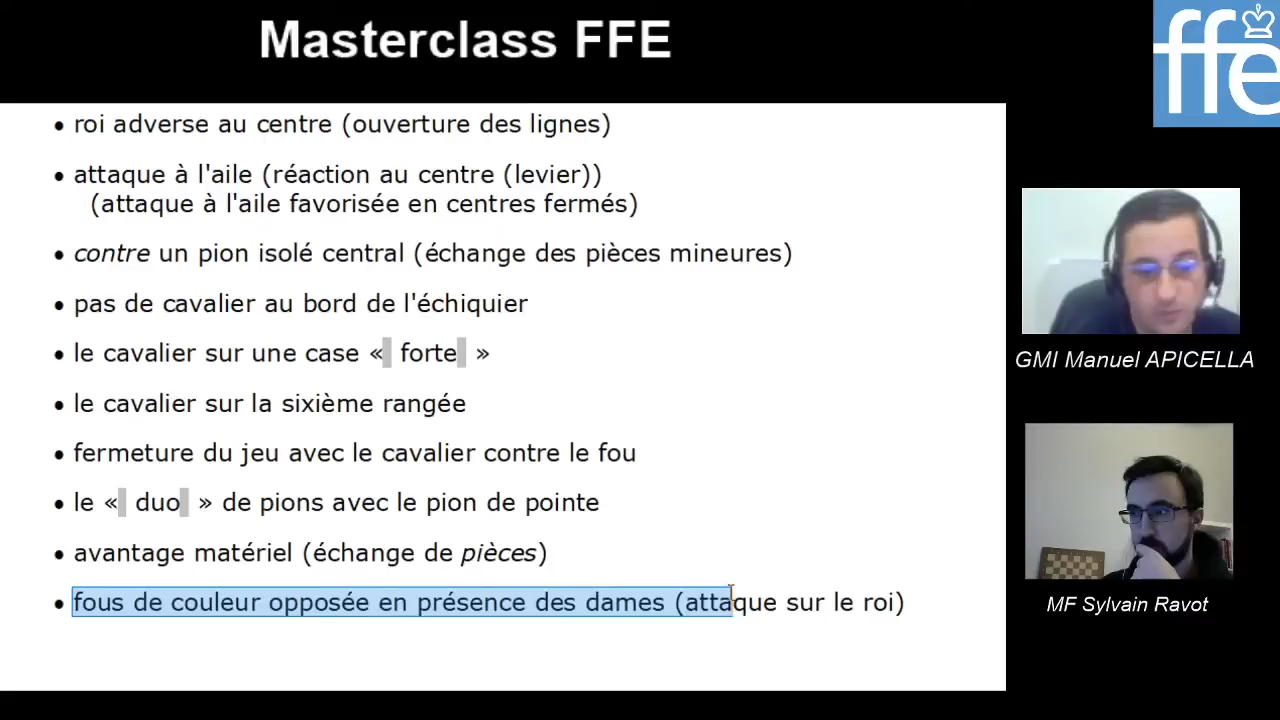 Masterclass FFE
ffe
• roi adverse au centre (ouverture des lignes)
• attaque à l'aile (réaction au centre (levier))
(attaque à l'aile favorisée en centres fermés)
• contre un pion isolé central (échange des pièces mineures)
• pas de cavalier au bord de l'échiquier
• le cavalier sur une case « forte »
• le cavalier sur la sixième rangée
• fermeture du jeu avec le cavalier contre le fou
• le « duo » de pions avec le pion de pointe
• avantage matériel (échange de pièces)
• fous de couleur opposée en présence des dames (attaque sur le roi)
GMI Manuel APICELLA
MF Sylvain Ravot